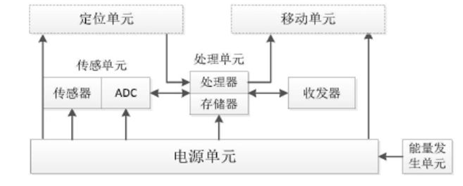 定位单元
移动单元
传感单元
处理单元
传感器
ADC
处理器
存储器
收发器
电源单元
能量发
生单元